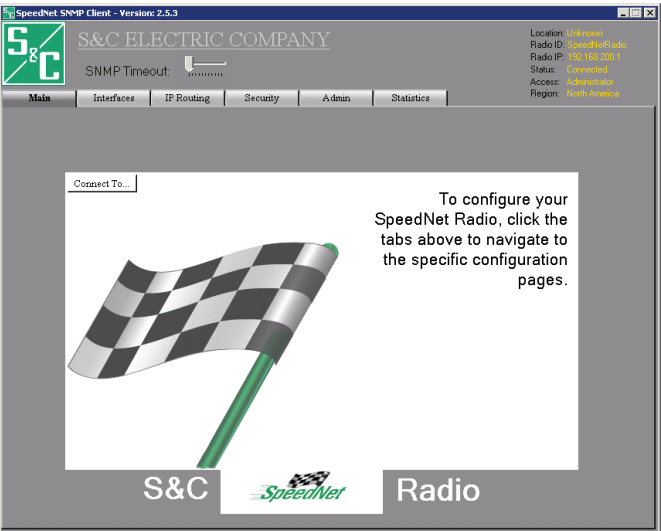 SpeedNet SNMP Client - Version: 2.5.3
S&C
S&C ELECTRIC COMPANY
SNMP Timeout:
Location: Unknown
Radio ID: SpeedNetRadio
Radio IP: 192.168.200.1
Status: Connected
Access: Administrator
Region: North America
Main Interfaces IP Routing Security Admin Statistics
Connect To...
To configure your
SpeedNet Radio, click the
tabs above to navigate to
the specific configuration
pages.
S&C SpeedNet Radio